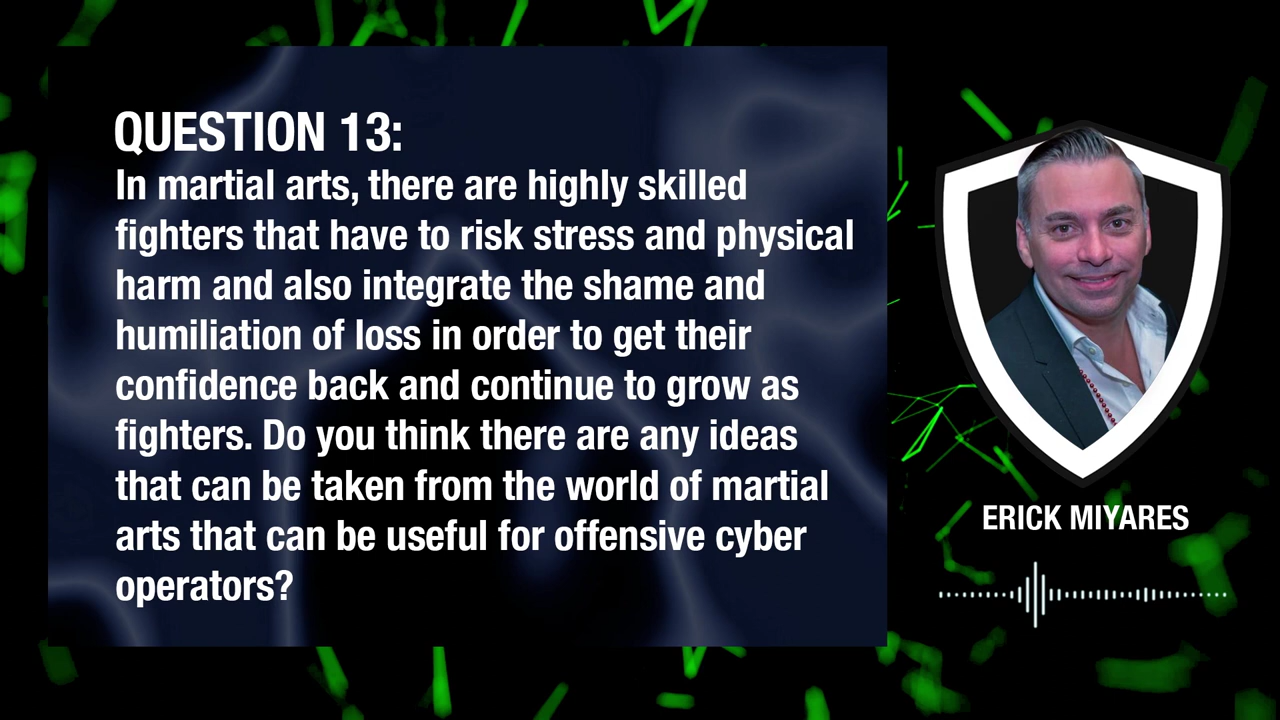 QUESTION 13:
In martial arts, there are highly skilled
fighters that have to risk stress and physical
harm and also integrate the shame and
humiliation of loss in order to get their
confidence back and continue to grow as
fighters. Do you think there are any ideas
that can be taken from the world of martial
arts that can be useful for offensive cyber
operators?
ERICK MIYARES